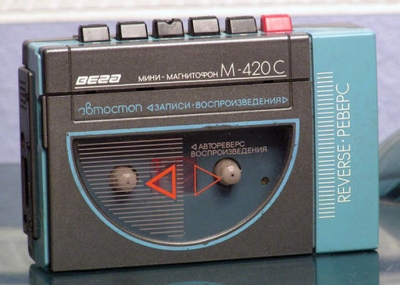 Вега
МИНИ-МАГНИТОФОН М-420С
автостоп ◁ЗАПИСИ-ВОСПРОИЗВЕДЕНИЯ▷
◁ АВТОРЕВЕРС
ВОСПРОИЗВЕДЕНИЯ
REVERSE·РЕВЕРС